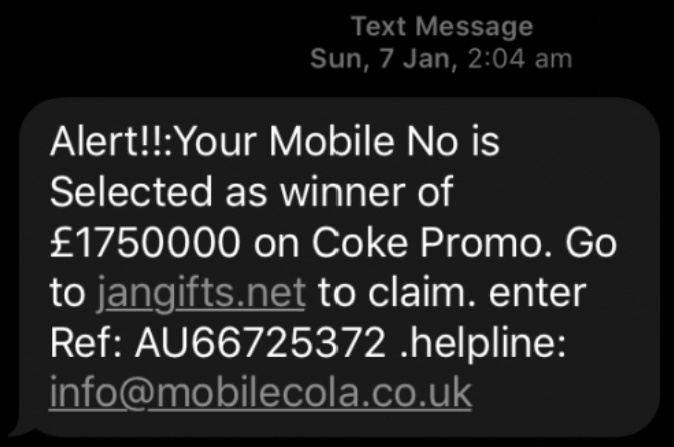 Text Message
Sun, 7 Jan, 2:04 am
Alert!!:Your Mobile No is
Selected as winner of
£1750000 on Coke Promo. Go
to jangifts.net to claim. enter
Ref: AU66725372 .helpline:
info@mobilecola.co.uk